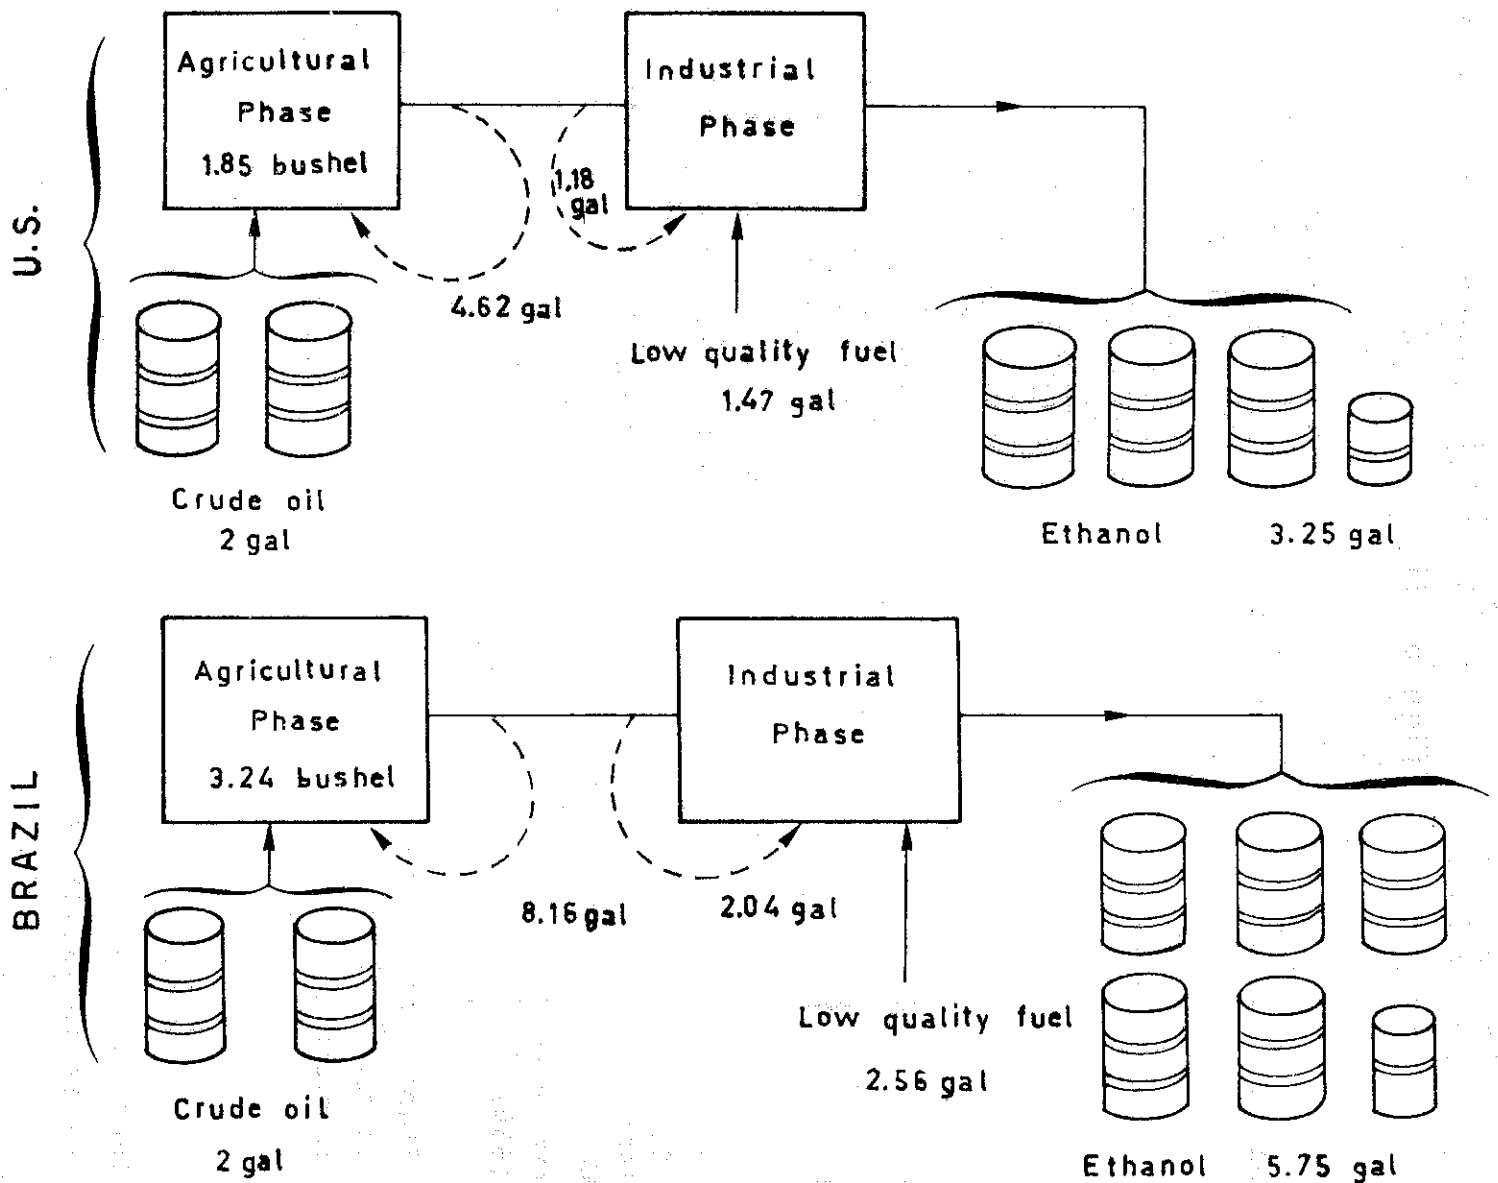 U.S.
Agricultural
Phase
1.85 bushel
Industrial
Phase
1.18
gal
4.62 gal
Low quality fuel
1.47 gal
Crude oil
2 gal
Ethanol 3.25 gal
BRAZIL
Agricultural
Phase
3.24 bushel
Industrial
Phase
8.16 gal
2.04 gal
Low quality fuel
2.56 gal
Crude oil
2 gal
Ethanol 5.75 gal